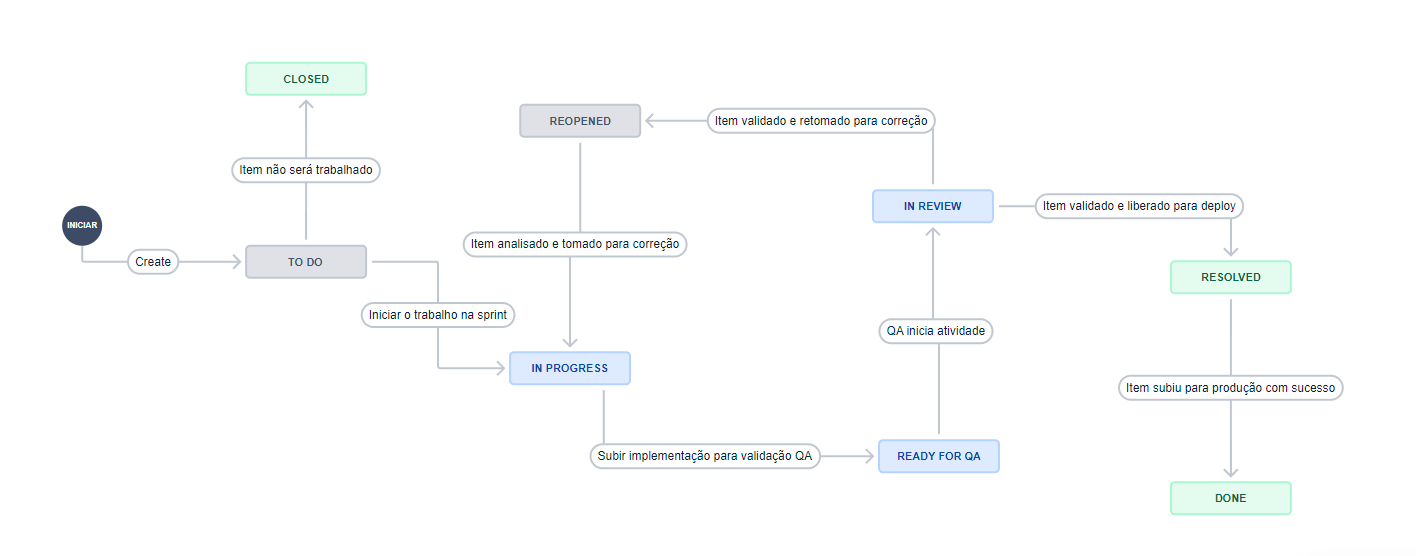 CLOSED
REOPENED
Item validado e retomado para correção
Item não será trabalhado
IN REVIEW
Item validado e liberado para deploy
INICIAR
Item analisado e tomado para correção
Create
TO DO
RESOLVED
Iniciar o trabalho na sprint
QA inicia atividade
IN PROGRESS
Item subiu para produção com sucesso
Subir implementação para validação QA
READY FOR QA
DONE